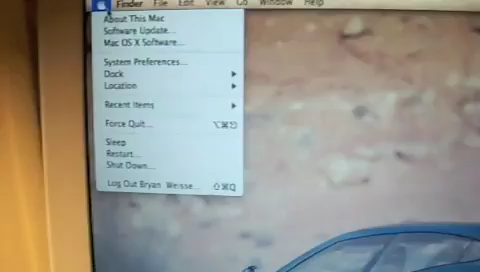 Finder File Edit View Go Window Help
About This Mac
Software Update...
Mac OS X Software...
System Preferences...
Dock
Location
Recent Items
Force Quit... ⌥⌘⎋
Sleep
Restart...
Shut Down...
Log Out Bryan Weisse... ⇧⌘Q